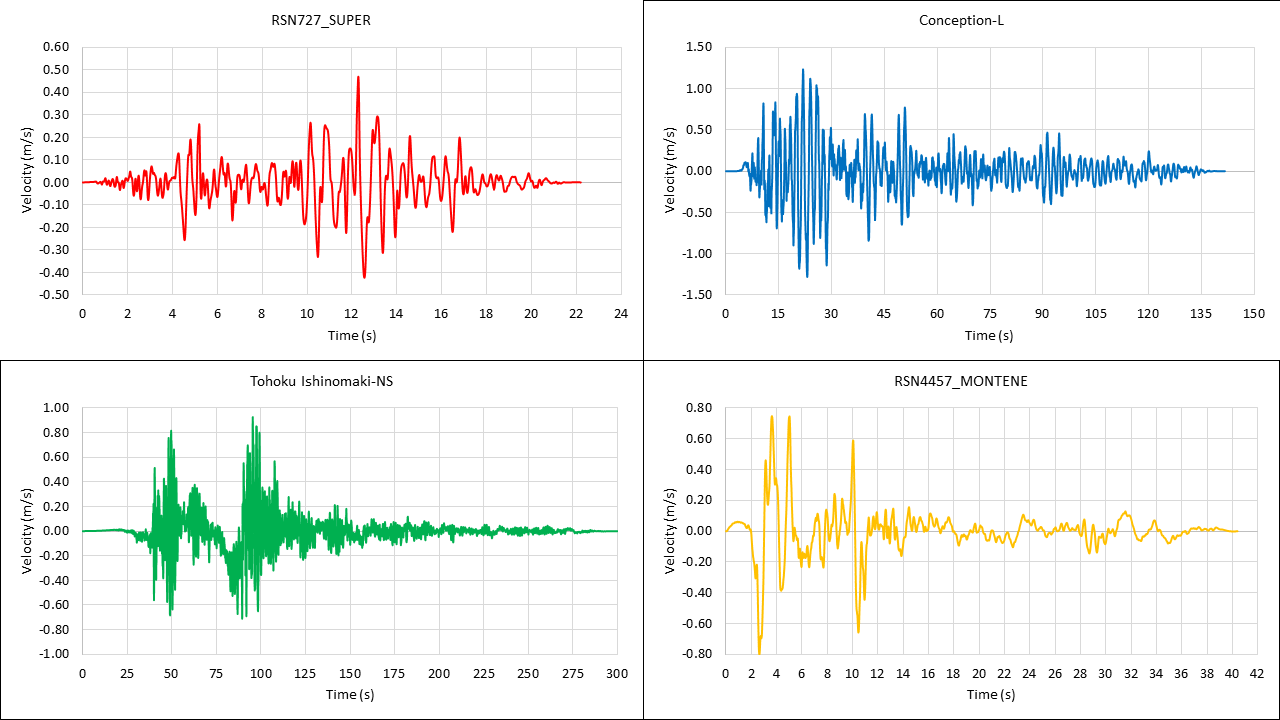 RSN727_SUPER
0.60
0.50
0.40
0.30
0.20
0.10
0.00
-0.10
-0.20
-0.30
-0.40
-0.50
Velocity (m/s)
0 2 4 6 8 10 12 14 16 18 20 22 24
Time (s)
Conception-L
1.50
1.00
0.50
0.00
-0.50
-1.00
-1.50
Velocity (m/s)
0 15 30 45 60 75 90 105 120 135 150
Time (s)
Tohoku Ishinomaki-NS
1.00
0.80
0.60
0.40
0.20
0.00
-0.20
-0.40
-0.60
-0.80
-1.00
Velocity (m/s)
0 25 50 75 100 125 150 175 200 225 250 275 300
Time (s)
RSN4457_MONTENE
0.80
0.60
0.40
0.20
0.00
-0.20
-0.40
-0.60
-0.80
Velocity (m/s)
0 2 4 6 8 10 12 14 16 18 20 22 24 26 28 30 32 34 36 38 40 42
Time (s)